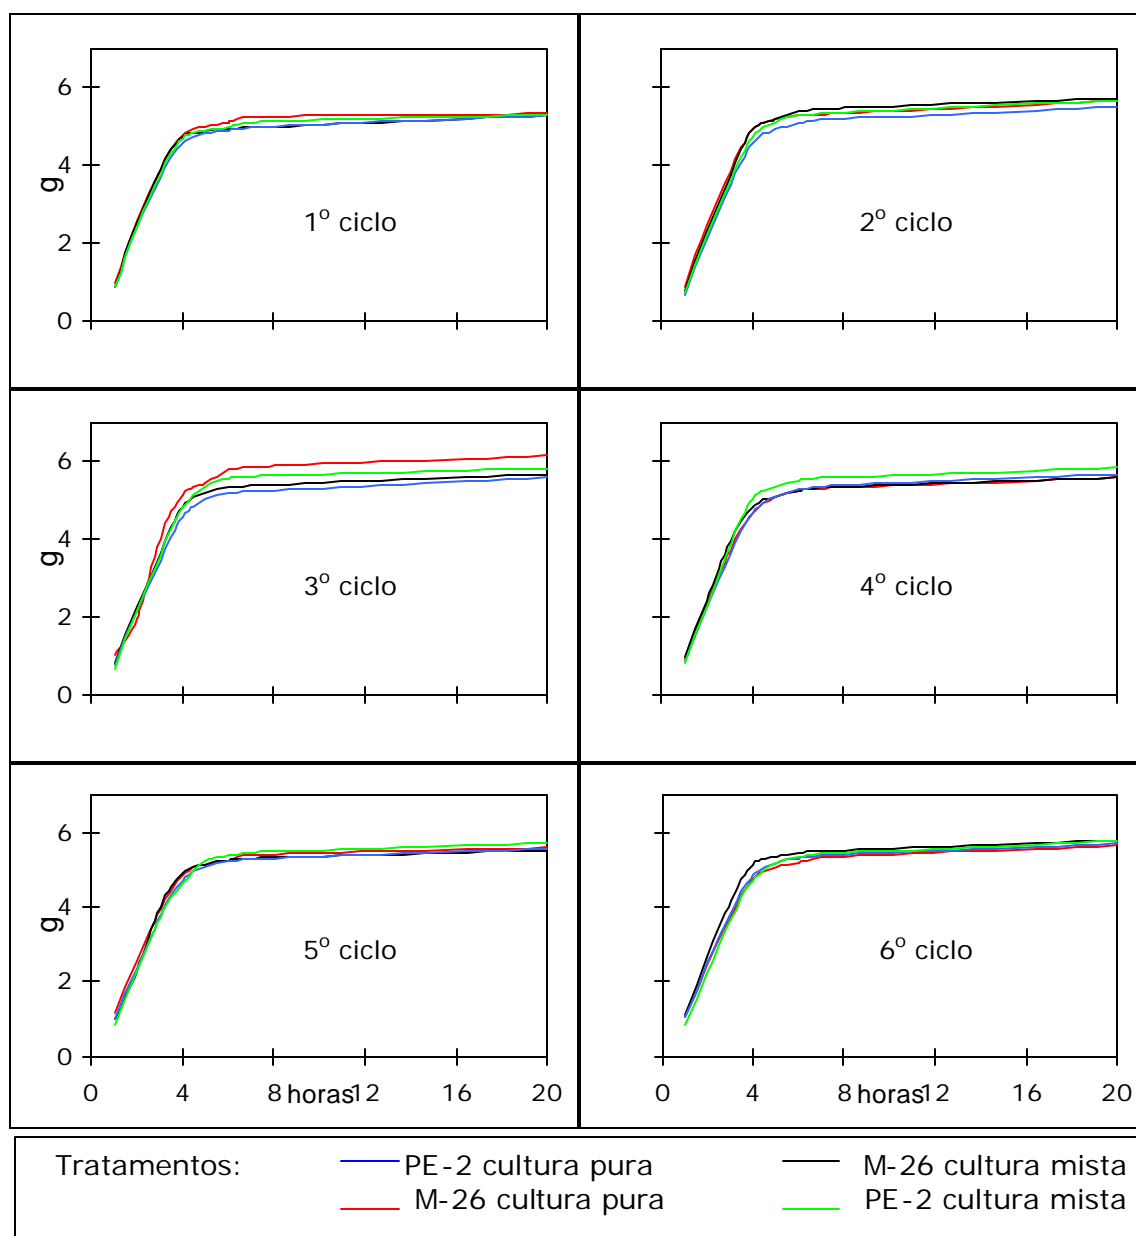 6
4
g
2
0
1º ciclo
2º ciclo
6
4
g
2
0
3º ciclo
4º ciclo
6
4
g
2
0
5º ciclo
6º ciclo
0 4 8 horas 12 16 20
0 4 8 horas 12 16 20
Tratamentos: PE-2 cultura pura M-26 cultura mista
M-26 cultura pura PE-2 cultura mista